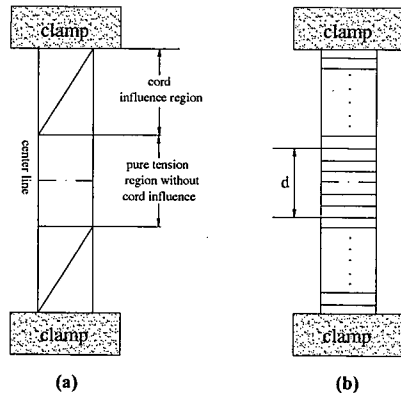 clamp
cord
influence region
center line
pure tension
region without
cord influence
clamp
(a)
clamp
d
clamp
(b)